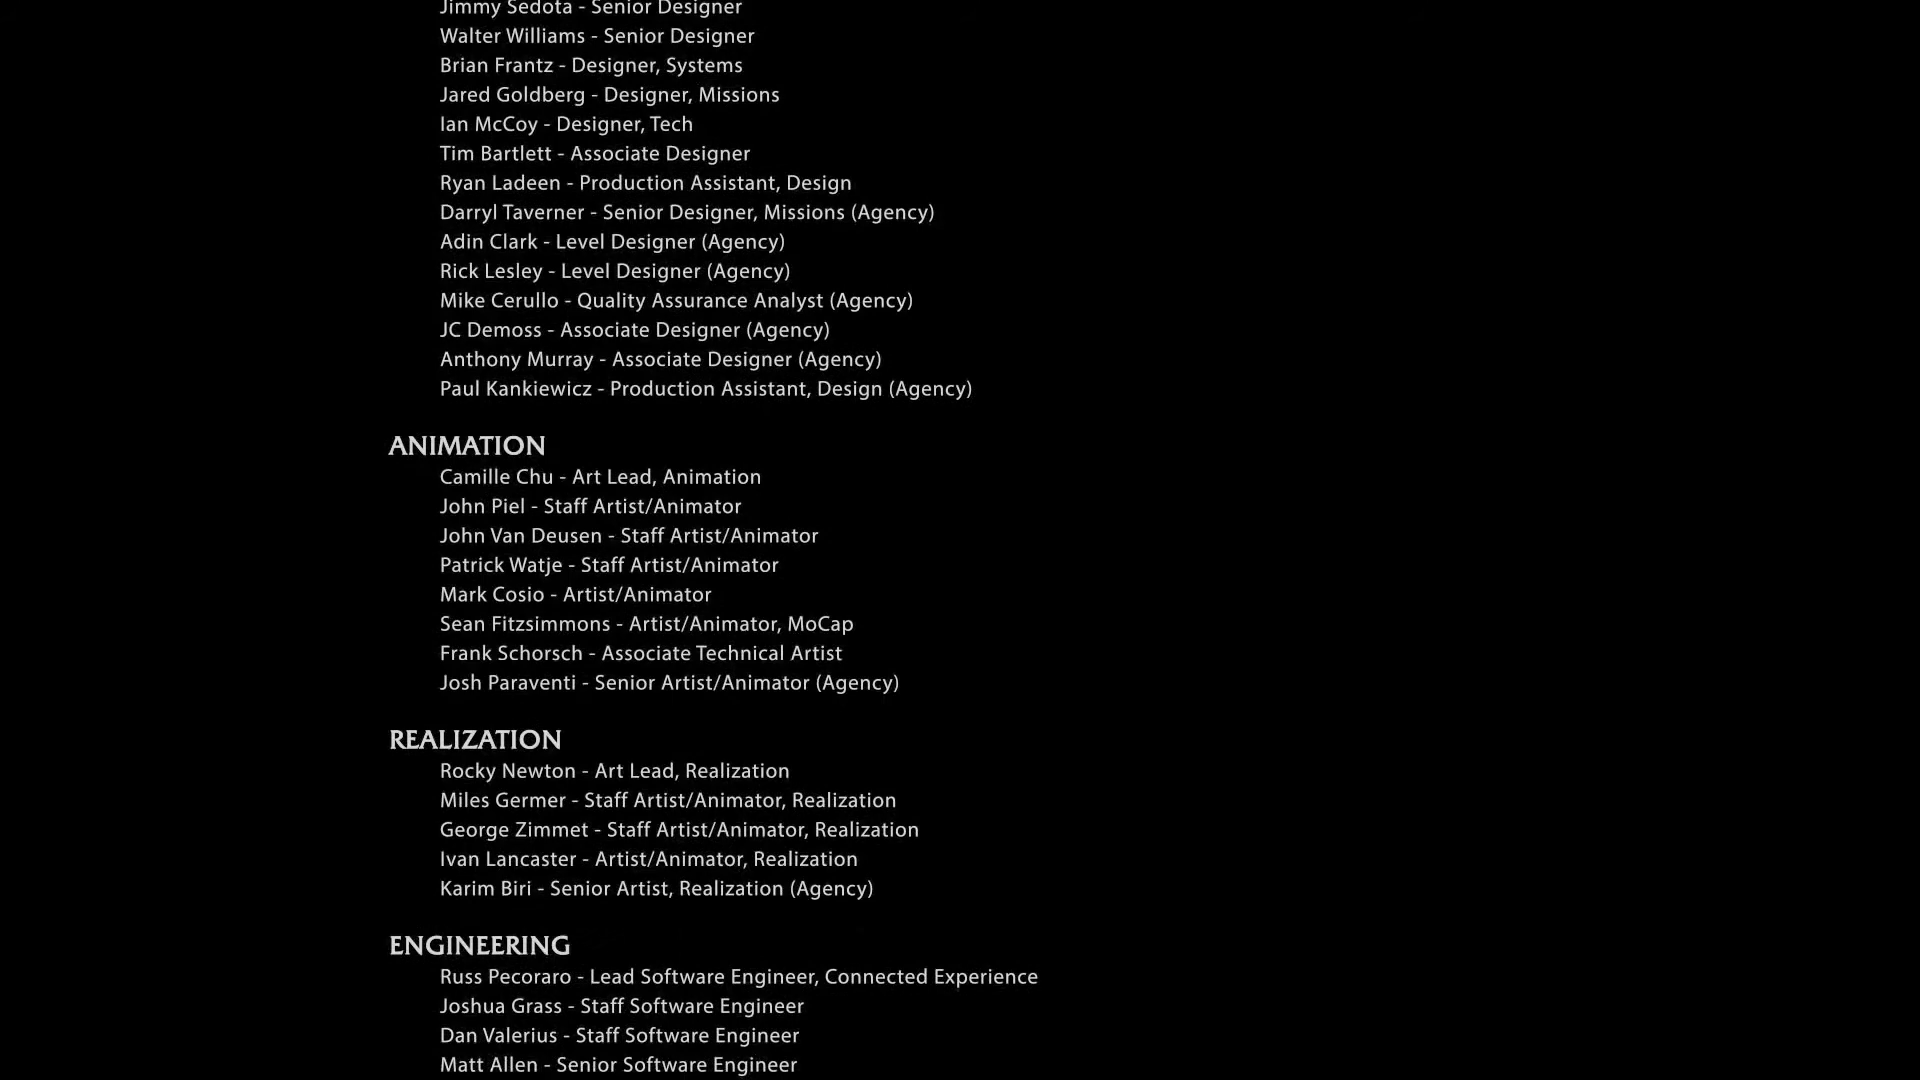 Jimmy Sedota - Senior Designer
Walter Williams - Senior Designer
Brian Frantz - Designer, Systems
Jared Goldberg - Designer, Missions
Ian McCoy - Designer, Tech
Tim Bartlett - Associate Designer
Ryan Ladeen - Production Assistant, Design
Darryl Taverner - Senior Designer, Missions (Agency)
Adin Clark - Level Designer (Agency)
Rick Lesley - Level Designer (Agency)
Mike Cerullo - Quality Assurance Analyst (Agency)
JC Demoss - Associate Designer (Agency)
Anthony Murray - Associate Designer (Agency)
Paul Kankiewicz - Production Assistant, Design (Agency)
ANIMATION
Camille Chu - Art Lead, Animation
John Piel - Staff Artist/Animator
John Van Deusen - Staff Artist/Animator
Patrick Watje - Staff Artist/Animator
Mark Cosio - Artist/Animator
Sean Fitzsimmons - Artist/Animator, MoCap
Frank Schorsch - Associate Technical Artist
Josh Paraventi - Senior Artist/Animator (Agency)
REALIZATION
Rocky Newton - Art Lead, Realization
Miles Germer - Staff Artist/Animator, Realization
George Zimmet - Staff Artist/Animator, Realization
Ivan Lancaster - Artist/Animator, Realization
Karim Biri - Senior Artist, Realization (Agency)
ENGINEERING
Russ Pecoraro - Lead Software Engineer, Connected Experience
Joshua Grass - Staff Software Engineer
Dan Valerius - Staff Software Engineer
Matt Allen - Senior Software Engineer